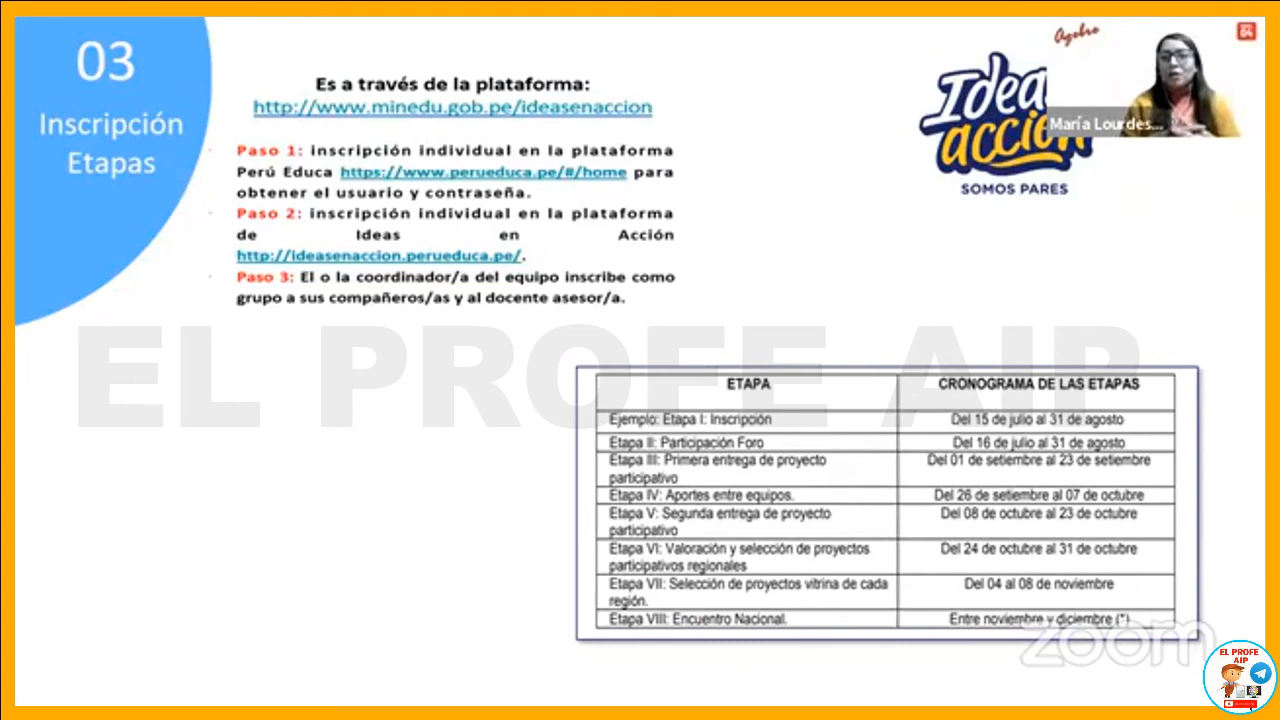 03
Inscripción
Etapas
Es a través de la plataforma:
http://www.minedu.gob.pe/ideasenaccion
Paso 1: inscripción individual en la plataforma
Perú Educa https://www.perueduca.pe/#/home para
obtener el usuario y contraseña.
Paso 2: inscripción individual en la plataforma
de Ideas en Acción
http://ideasenaccion.perueduca.pe/.
Paso 3: El o la coordinador/a del equipo inscribe como
grupo a sus compañeros/as y al docente asesor/a.
Agebre
Idea
acción
SOMOS PARES
María Lourdes...
EL PROFE AIP
ETAPA CRONOGRAMA DE LAS ETAPAS
Ejemplo: Etapa I: Inscripción Del 15 de julio al 31 de agosto
Etapa II: Participación Foro Del 16 de julio al 31 de agosto
Etapa III: Primera entrega de proyecto Del 01 de setiembre al 23 de setiembre
participativo
Etapa IV: Aportes entre equipos. Del 26 de setiembre al 07 de octubre
Etapa V: Segunda entrega de proyecto Del 08 de octubre al 23 de octubre
participativo
Etapa VI: Valoración y selección de proyectos Del 24 de octubre al 31 de octubre
participativos regionales
Etapa VII: Selección de proyectos vitrina de cada Del 04 al 08 de noviembre
región.
Etapa VIII: Encuentro Nacional. Entre noviembre y diciembre (*)
zoom
EL PROFE
AIP